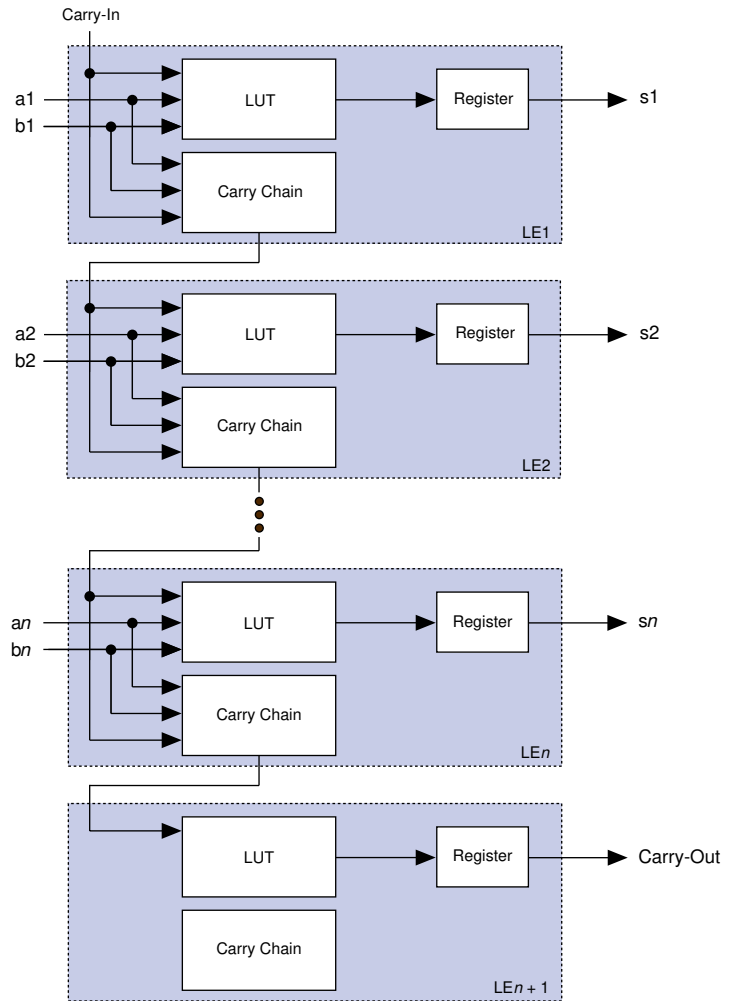 Carry-In
a1
b1
LUT
Register
s1
Carry Chain
LE1
a2
b2
LUT
Register
s2
Carry Chain
LE2
an
bn
LUT
Register
sn
Carry Chain
LEn
LUT
Register
Carry-Out
Carry Chain
LEn + 1